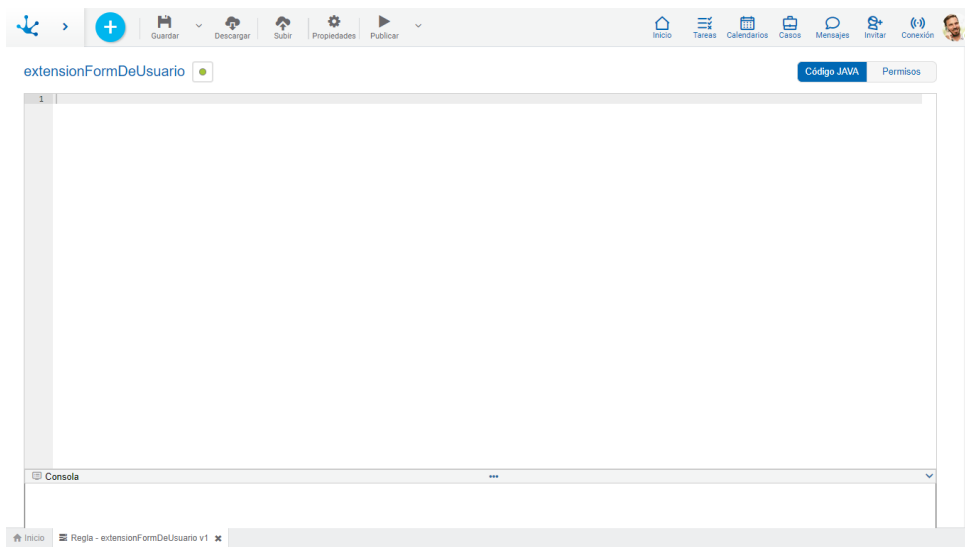 Guardar
Descargar
Subir
Propiedades
Publicar
Inicio
Tareas
Calendarios
Casos
Mensajes
Invitar
Conexión
extensionFormDeUsuario
Código JAVA
Permisos
1
Consola
Inicio
Regla - extensionFormDeUsuario v1